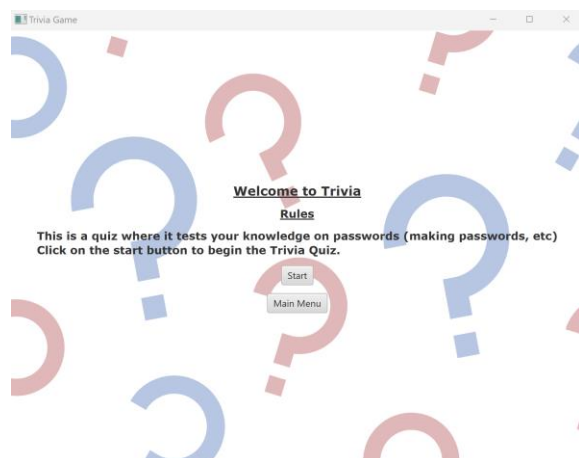 Trivia Game
Welcome to Trivia
Rules
This is a quiz where it tests your knowledge on passwords (making passwords, etc)
Click on the start button to begin the Trivia Quiz.
Start
Main Menu